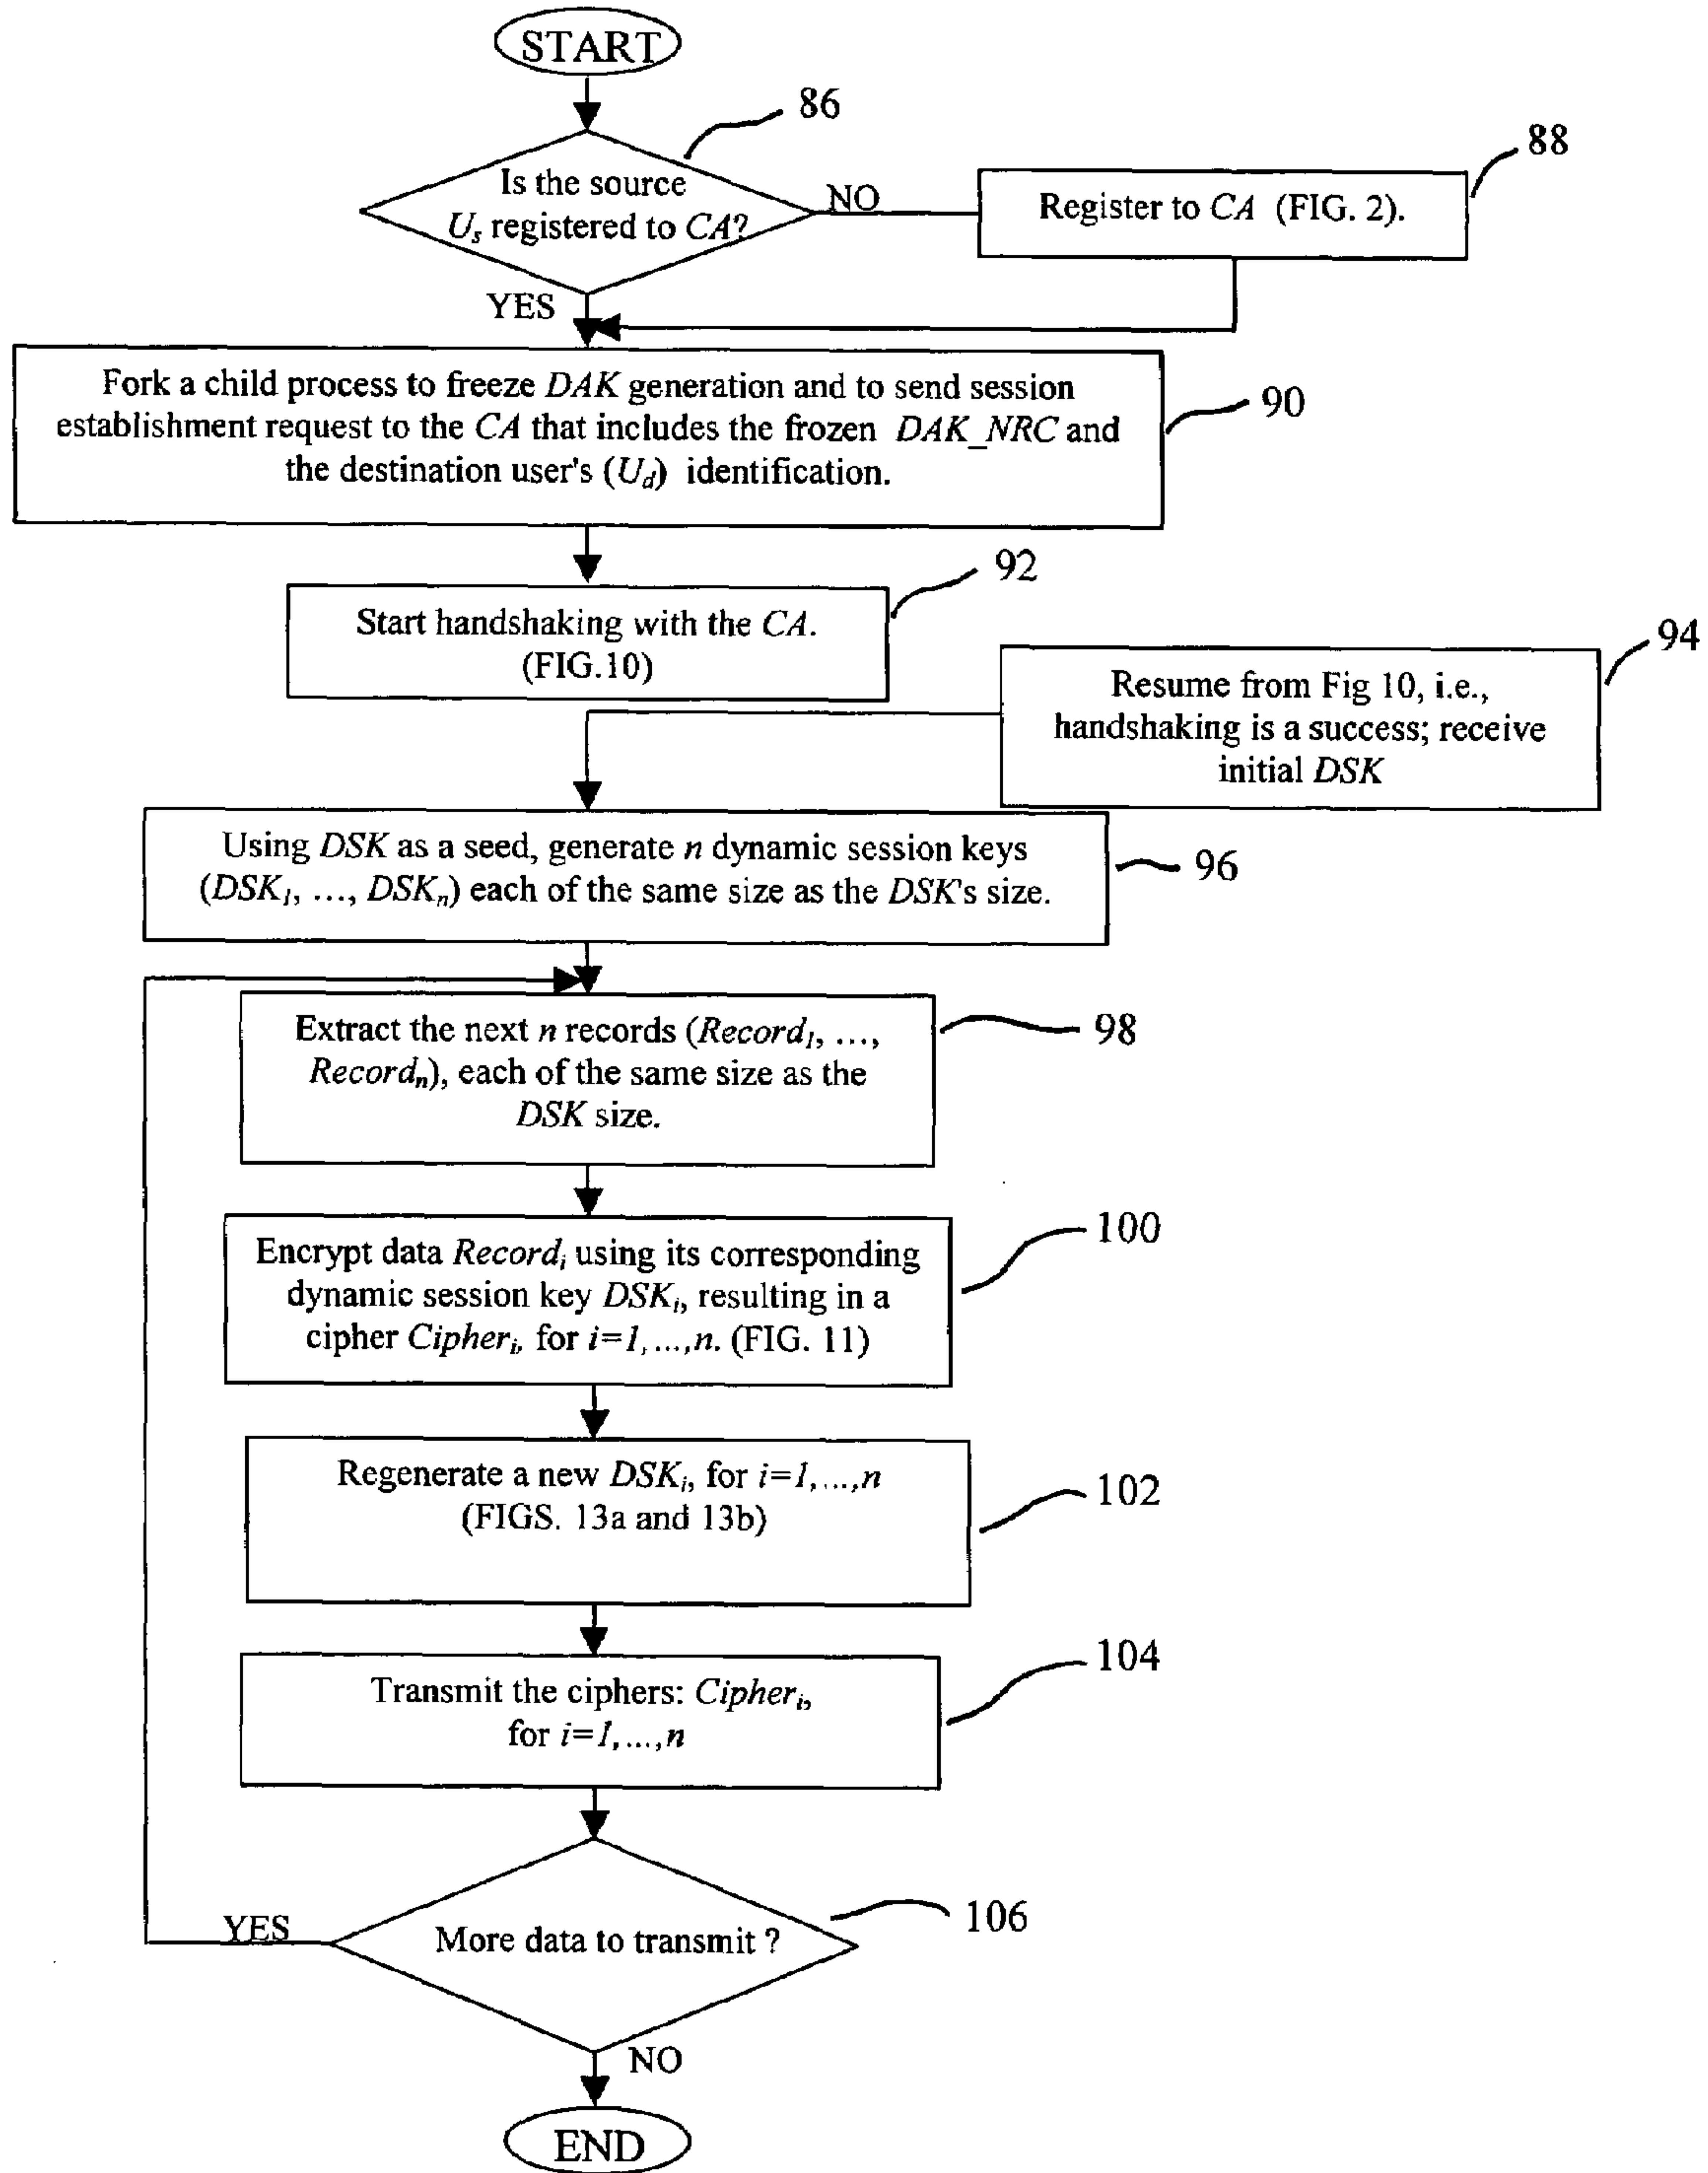 START
86
Is the source
Us registered to CA?
NO
88
Register to CA (FIG. 2).
YES
Fork a child process to freeze DAK generation and to send session
establishment request to the CA that includes the frozen DAK_NRC and
the destination user's (Ud) identification.
90
92
Start handshaking with the CA.
(FIG.10)
94
Resume from Fig 10, i.e.,
handshaking is a success; receive
initial DSK
Using DSK as a seed, generate n dynamic session keys
(DSK1, ..., DSKn) each of the same size as the DSK's size.
96
Extract the next n records (Record1, ...,
Recordn), each of the same size as the
DSK size.
98
Encrypt data Recordi using its corresponding
dynamic session key DSKi, resulting in a
cipher Cipheri, for i=1,...,n. (FIG. 11)
100
Regenerate a new DSKi, for i=1,...,n
(FIGS. 13a and 13b)
102
Transmit the ciphers: Cipheri,
for i=1,...,n
104
More data to transmit ?
106
YES
NO
END